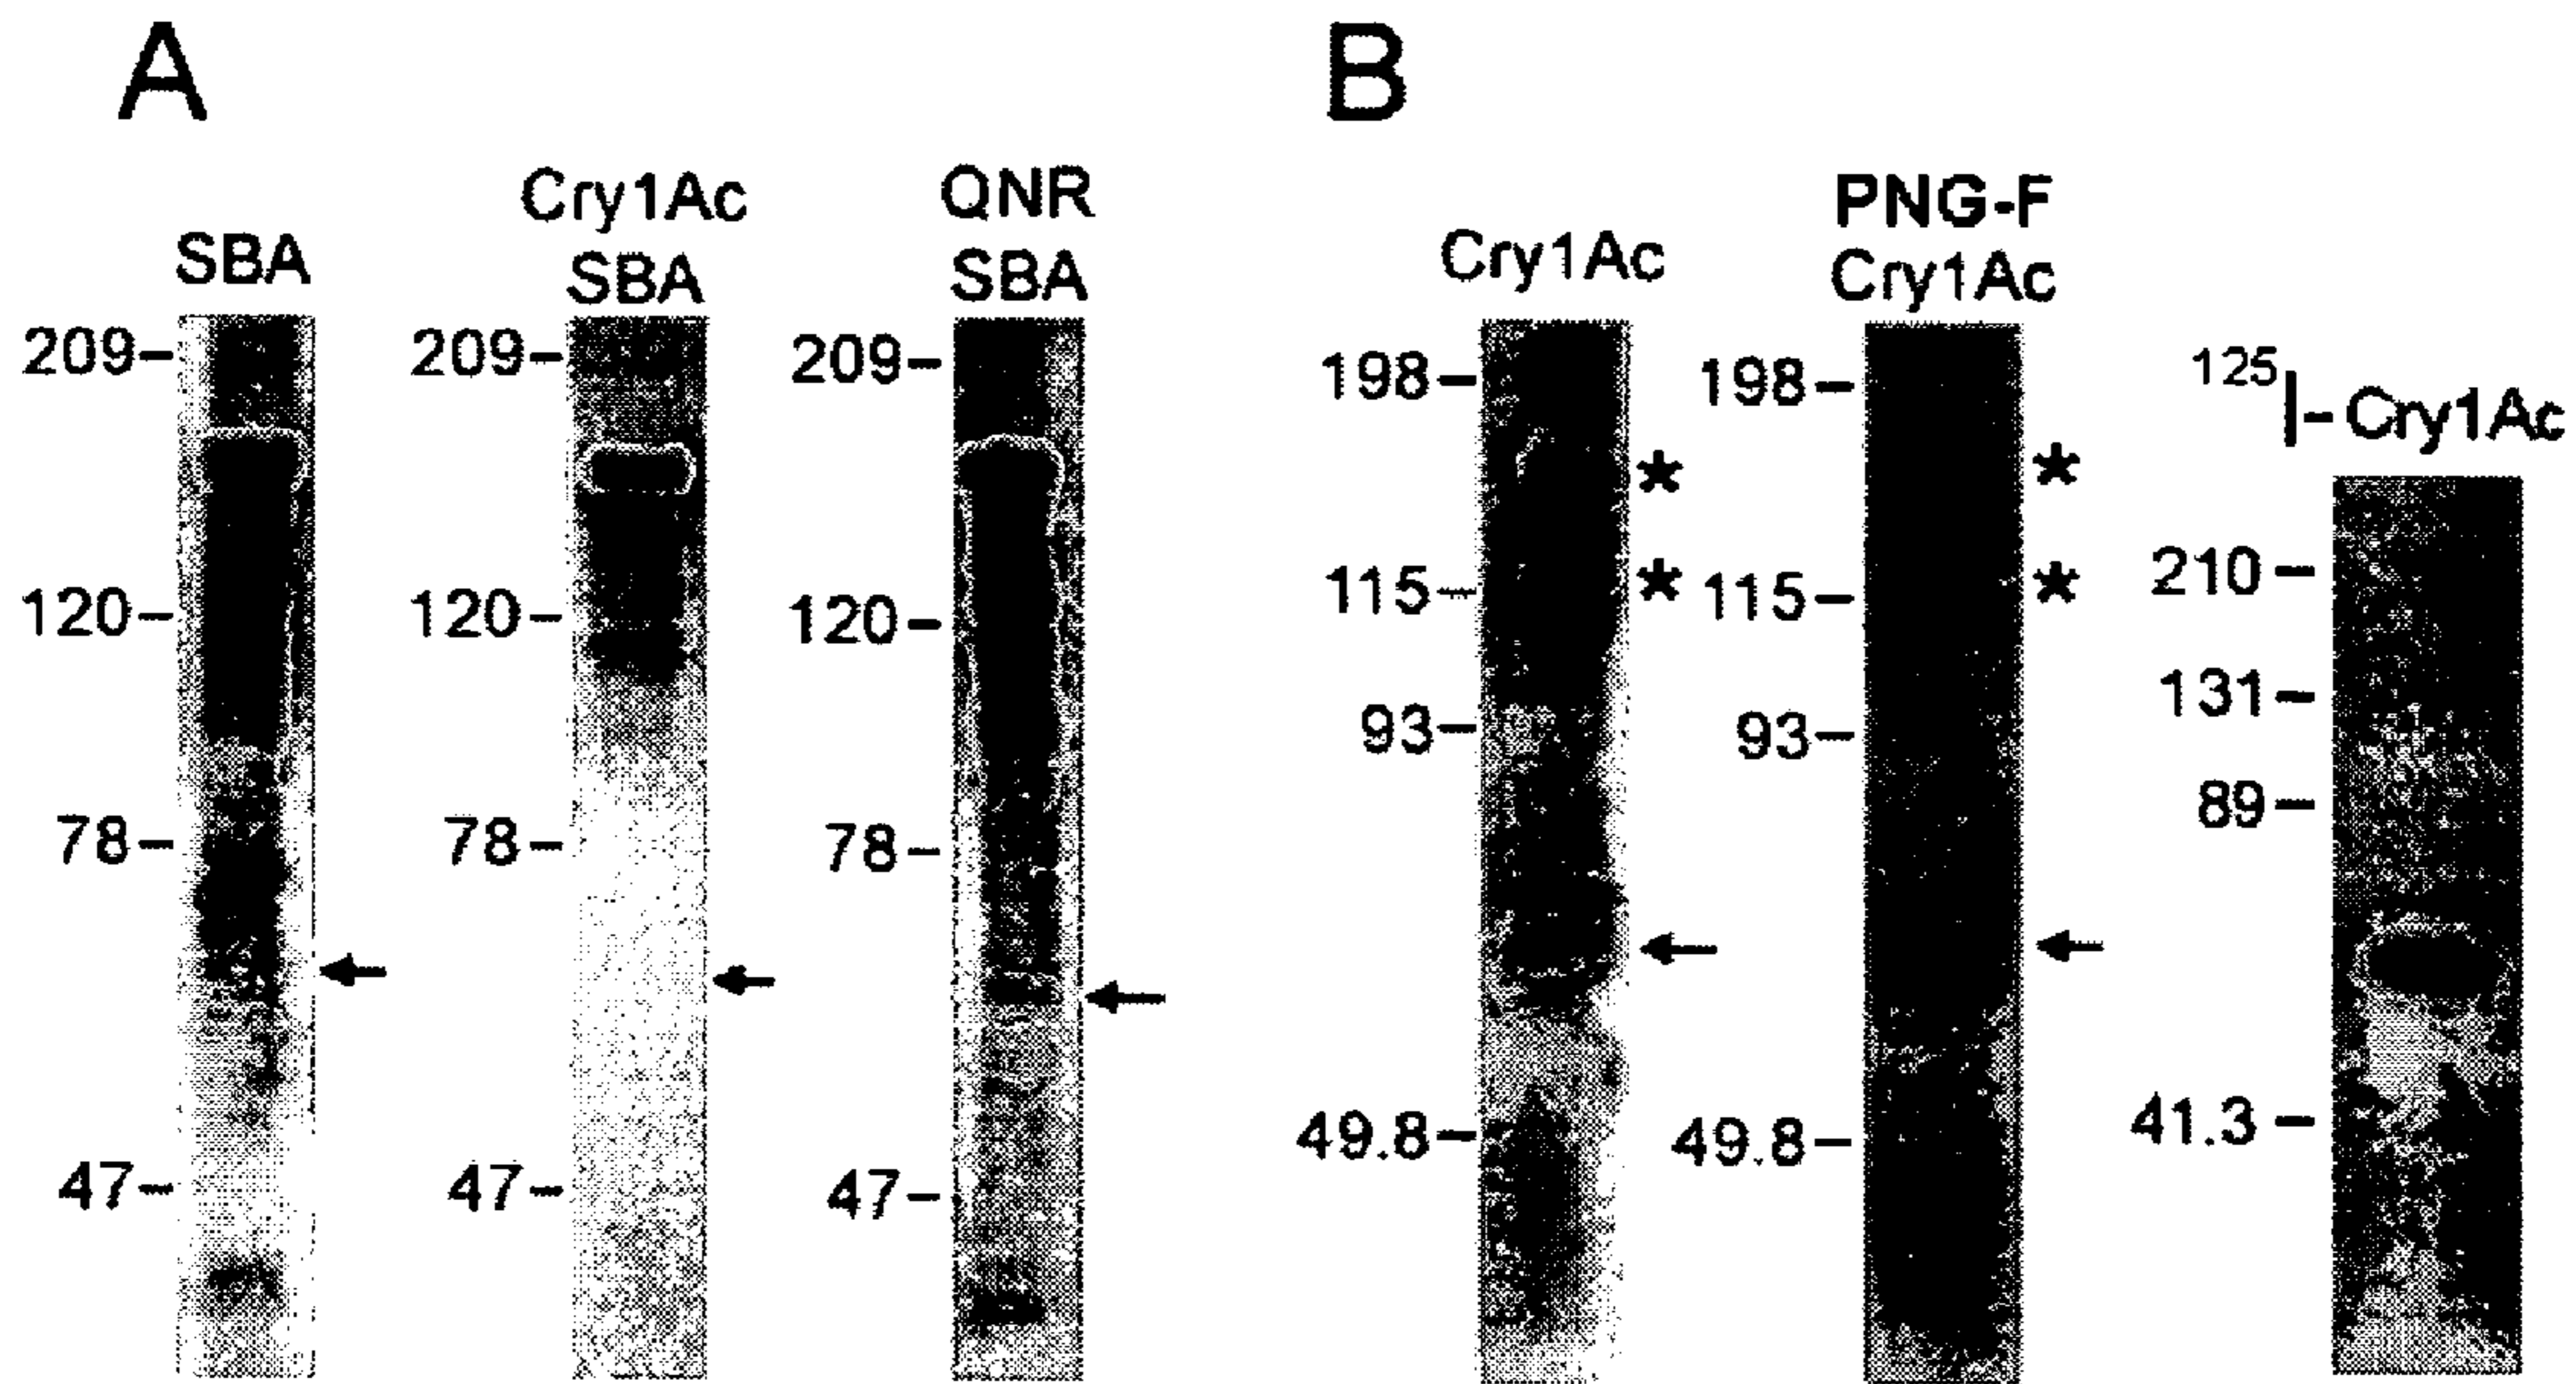 A
B
SBA
209-
120-
78-
47-
Cry1Ac
SBA
209-
120-
78-
47-
QNR
SBA
209-
120-
78-
47-
Cry1Ac
198-
*
115-
*
93-
49.8-
PNG-F
Cry1Ac
198-
*
115-
*
93-
49.8-
125I-Cry1Ac
210-
131-
89-
41.3-